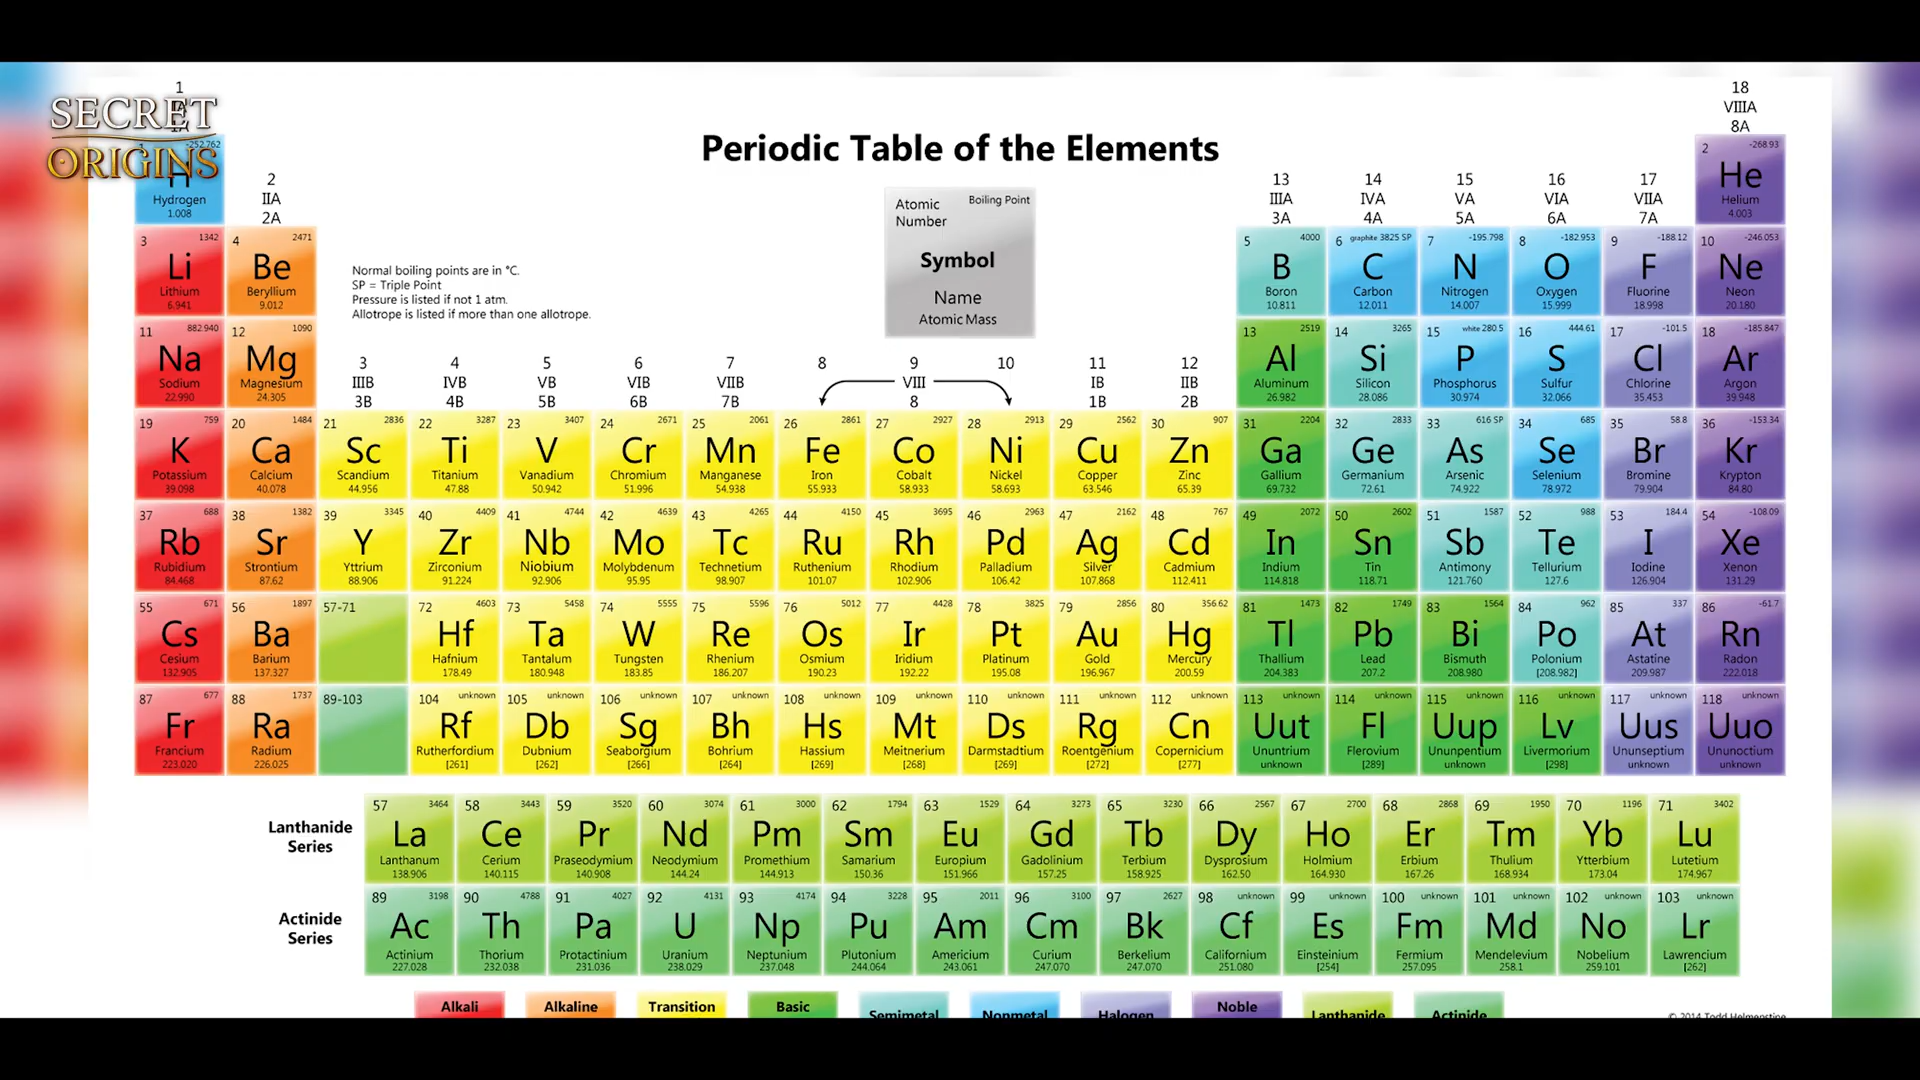 SECRET
ORIGINS
Periodic Table of the Elements
1
18
VIIIA
8A
-252.762
H
Hydrogen
1.008
2
IIA
2A
13
IIIA
3A
14
IVA
4A
15
VA
5A
16
VIA
6A
17
VIIA
7A
2 -268.93
He
Helium
4.003
Atomic Number Boiling Point
Symbol
Name
Atomic Mass
Normal boiling points are in °C.
SP = Triple Point
Pressure is listed if not 1 atm.
Allotrope is listed if more than one allotrope.
3 1342 4 2471 5 4000 6 graphite 3825 SP 7 -195.798 8 -182.953 9 -188.12 10 -246.053
Li Be B C N O F Ne
Lithium Beryllium Boron Carbon Nitrogen Oxygen Fluorine Neon
6.941 9.012 10.811 12.011 14.007 15.999 18.998 20.180
11 882.940 12 1090 13 2519 14 3265 15 white 280.5 16 444.61 17 -101.5 18 -185.847
Na Mg Al Si P S Cl Ar
Sodium Magnesium Aluminum Silicon Phosphorus Sulfur Chlorine Argon
22.990 24.305 26.982 28.086 30.974 32.066 35.453 39.948
3 4 5 6 7 8 9 10 11 12
IIIB IVB VB VIB VIIB VIII IB IIB
3B 4B 5B 6B 7B 8 1B 2B
19 759 20 1484 21 2836 22 3287 23 3407 24 2671 25 2061 26 2861 27 2927 28 2913 29 2562 30 907 31 2204 32 2833 33 616 SP 34 685 35 58.8 36 -153.34
K Ca Sc Ti V Cr Mn Fe Co Ni Cu Zn Ga Ge As Se Br Kr
Potassium Calcium Scandium Titanium Vanadium Chromium Manganese Iron Cobalt Nickel Copper Zinc Gallium Germanium Arsenic Selenium Bromine Krypton
39.098 40.078 44.956 47.88 50.942 51.996 54.938 55.933 58.933 58.693 63.546 65.39 69.732 72.61 74.922 78.972 79.904 84.80
37 688 38 1382 39 3345 40 4409 41 4744 42 4639 43 4265 44 4150 45 3695 46 2963 47 2162 48 767 49 2072 50 2602 51 1587 52 988 53 184.4 54 -108.09
Rb Sr Y Zr Nb Mo Tc Ru Rh Pd Ag Cd In Sn Sb Te I Xe
Rubidium Strontium Yttrium Zirconium Niobium Molybdenum Technetium Ruthenium Rhodium Palladium Silver Cadmium Indium Tin Antimony Tellurium Iodine Xenon
84.468 87.62 88.906 91.224 92.906 95.95 98.907 101.07 102.906 106.42 107.868 112.411 114.818 118.71 121.760 127.6 126.904 131.29
55 671 56 1897 57-71 72 4603 73 5458 74 5555 75 5596 76 5012 77 4428 78 3825 79 2856 80 356.62 81 1473 82 1749 83 1564 84 962 85 337 86 -61.7
Cs Ba Hf Ta W Re Os Ir Pt Au Hg Tl Pb Bi Po At Rn
Cesium Barium Hafnium Tantalum Tungsten Rhenium Osmium Iridium Platinum Gold Mercury Thallium Lead Bismuth Polonium Astatine Radon
132.905 137.327 178.49 180.948 183.85 186.207 190.23 192.22 195.08 196.967 200.59 204.383 207.2 208.980 [208.982] 209.987 222.018
87 677 88 1737 89-103 104 unknown 105 unknown 106 unknown 107 unknown 108 unknown 109 unknown 110 unknown 111 unknown 112 unknown 113 unknown 114 unknown 115 unknown 116 unknown 117 unknown 118 unknown
Fr Ra Rf Db Sg Bh Hs Mt Ds Rg Cn Uut Fl Uup Lv Uus Uuo
Francium Radium Rutherfordium Dubnium Seaborgium Bohrium Hassium Meitnerium Darmstadtium Roentgenium Copernicium Ununtrium Flerovium Ununpentium Livermorium Ununseptium Ununoctium
223.020 226.025 [261] [262] [266] [264] [269] [268] [269] [272] [277] unknown [289] unknown [298] unknown unknown
Lanthanide
Series
57 3464 58 3443 59 3520 60 3074 61 3000 62 1794 63 1529 64 3273 65 3230 66 2567 67 2700 68 2868 69 1950 70 1196 71 3402
La Ce Pr Nd Pm Sm Eu Gd Tb Dy Ho Er Tm Yb Lu
Lanthanum Cerium Praseodymium Neodymium Promethium Samarium Europium Gadolinium Terbium Dysprosium Holmium Erbium Thulium Ytterbium Lutetium
138.906 140.115 140.908 144.24 144.913 150.36 151.966 157.25 158.925 162.50 164.930 167.26 168.934 173.04 174.967
Actinide
Series
89 3198 90 4788 91 4027 92 4131 93 4174 94 3228 95 2011 96 3100 97 2627 98 unknown 99 unknown 100 unknown 101 unknown 102 unknown 103 unknown
Ac Th Pa U Np Pu Am Cm Bk Cf Es Fm Md No Lr
Actinium Thorium Protactinium Uranium Neptunium Plutonium Americium Curium Berkelium Californium Einsteinium Fermium Mendelevium Nobelium Lawrencium
227.028 232.038 231.036 238.029 237.048 244.064 243.061 247.070 247.070 251.080 [254] 257.095 258.1 259.101 [262]
Alkali Alkaline Transition Basic Semimetal Nonmetal Halogen Noble Lanthanide Actinide
© 2014 Todd Helmenstine